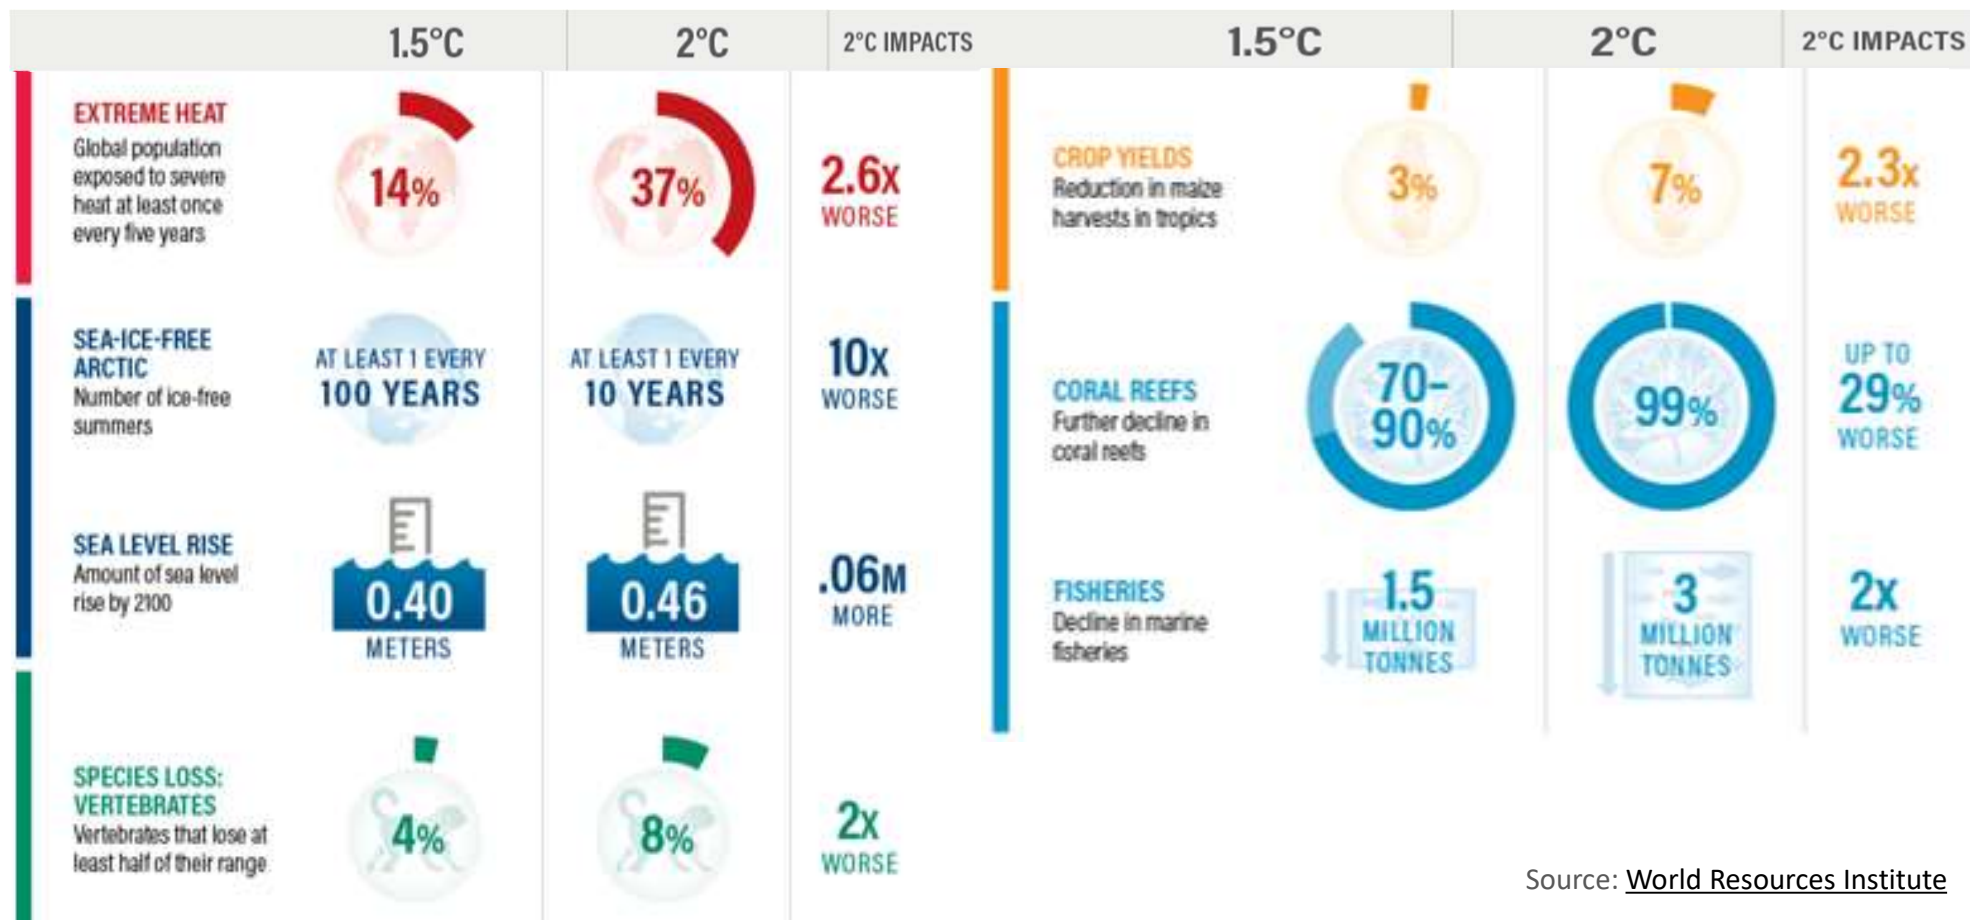 1.5°C
2°C
2°C IMPACTS
EXTREME HEAT
Global population
exposed to severe
heat at least once
every five years
14%
37%
2.6x
WORSE
SEA-ICE-FREE
ARCTIC
Number of ice-free
summers
AT LEAST 1 EVERY
100 YEARS
AT LEAST 1 EVERY
10 YEARS
10x
WORSE
SEA LEVEL RISE
Amount of sea level
rise by 2100
0.40
METERS
0.46
METERS
.06M
MORE
SPECIES LOSS:
VERTEBRATES
Vertebrates that lose at
least half of their range
4%
8%
2x
WORSE
1.5°C
2°C
2°C IMPACTS
CROP YIELDS
Reduction in maize
harvests in tropics
3%
7%
2.3x
WORSE
CORAL REEFS
Further decline in
coral reefs
70–
90%
99%
UP TO
29%
WORSE
FISHERIES
Decline in marine
fisheries
1.5
MILLION
TONNES
3
MILLION
TONNES
2x
WORSE
Source: World Resources Institute